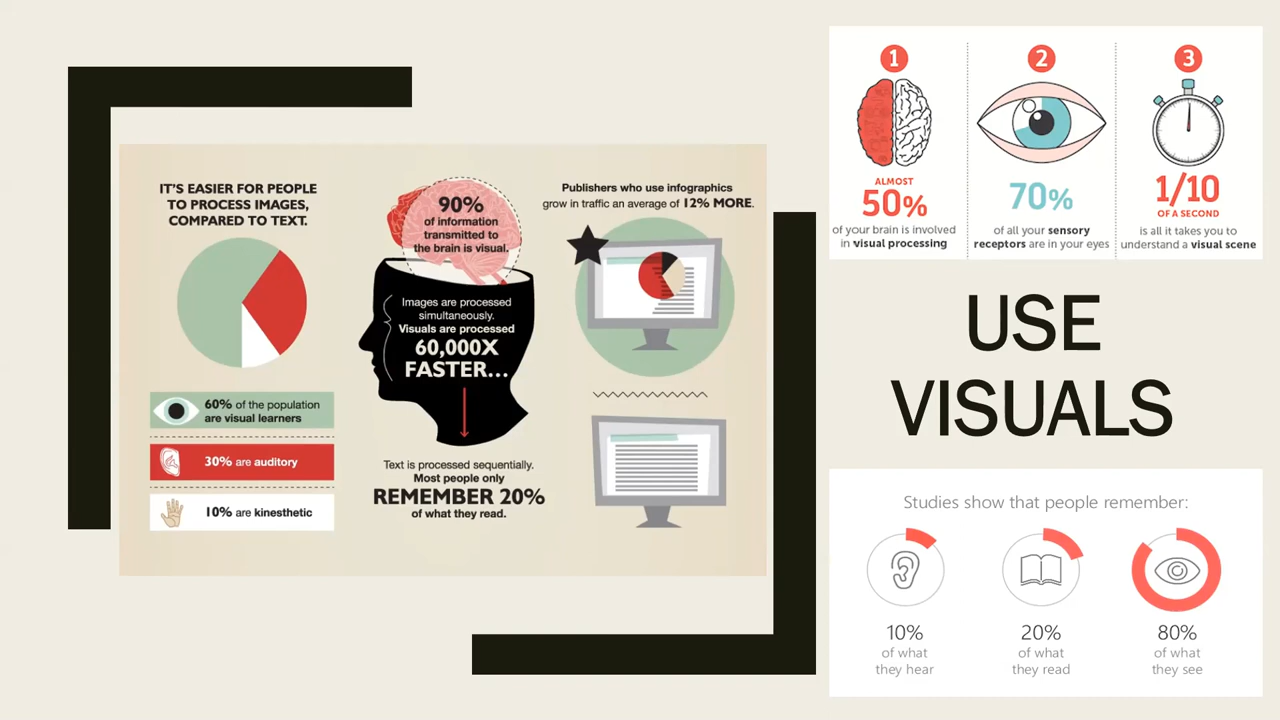 IT'S EASIER FOR PEOPLE
TO PROCESS IMAGES,
COMPARED TO TEXT.
60% of the population
are visual learners
30% are auditory
10% are kinesthetic
90%
of information
transmitted to
the brain is visual.
Images are processed
simultaneously.
Visuals are processed
60,000X
FASTER...
Text is processed sequentially.
Most people only
REMEMBER 20%
of what they read.
Publishers who use infographics
grow in traffic an average of 12% MORE.
1
ALMOST
50%
of your brain is involved
in visual processing
2
70%
of all your sensory
receptors are in your eyes
3
1/10
OF A SECOND
is all it takes you to
understand a visual scene
USE
VISUALS
Studies show that people remember:
10%
of what
they hear
20%
of what
they read
80%
of what
they see